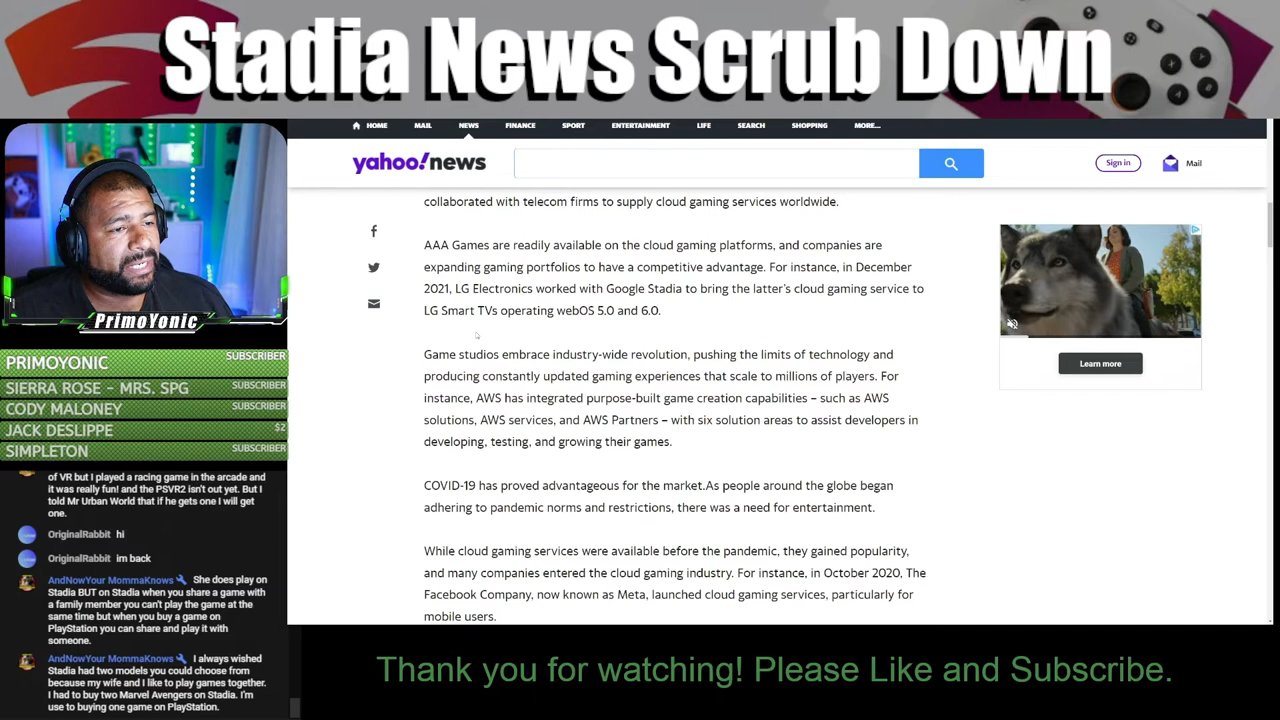 Stadia News Scrub Down
HOME MAIL NEWS FINANCE SPORT ENTERTAINMENT LIFE SEARCH SHOPPING MORE...
yahoo!news
Sign in
Mail
collaborated with telecom firms to supply cloud gaming services worldwide.
AAA Games are readily available on the cloud gaming platforms, and companies are
expanding gaming portfolios to have a competitive advantage. For instance, in December
2021, LG Electronics worked with Google Stadia to bring the latter's cloud gaming service to
LG Smart TVs operating webOS 5.0 and 6.0.
Game studios embrace industry-wide revolution, pushing the limits of technology and
producing constantly updated gaming experiences that scale to millions of players. For
instance, AWS has integrated purpose-built game creation capabilities – such as AWS
solutions, AWS services, and AWS Partners – with six solution areas to assist developers in
developing, testing, and growing their games.
COVID-19 has proved advantageous for the market.As people around the globe began
adhering to pandemic norms and restrictions, there was a need for entertainment.
While cloud gaming services were available before the pandemic, they gained popularity,
and many companies entered the cloud gaming industry. For instance, in October 2020, The
Facebook Company, now known as Meta, launched cloud gaming services, particularly for
mobile users.
Learn more
PrimoYonic
PRIMOYONIC SUBSCRIBER
SIERRA ROSE - MRS. SPG SUBSCRIBER
CODY MALONEY SUBSCRIBER
JACK DESLIPPE $2
SIMPLETON SUBSCRIBER
of VR but I played a racing game in the arcade and
it was really fun! and the PSVR2 isn't out yet. But I
told Mr Urban World that if he gets one I will get
one.
OriginalRabbit hi
OriginalRabbit im back
AndNowYour MommaKnows She does play on
Stadia BUT on Stadia when you share a game with
a family member you can't play the game at the
same time but when you buy a game on
PlayStation you can share and play it with
someone.
AndNowYour MommaKnows I always wished
Stadia had two models you could choose from
because my wife and I like to play games together.
I had to buy two Marvel Avengers on Stadia. I'm
use to buying one game on PlayStation.
Thank you for watching! Please Like and Subscribe.